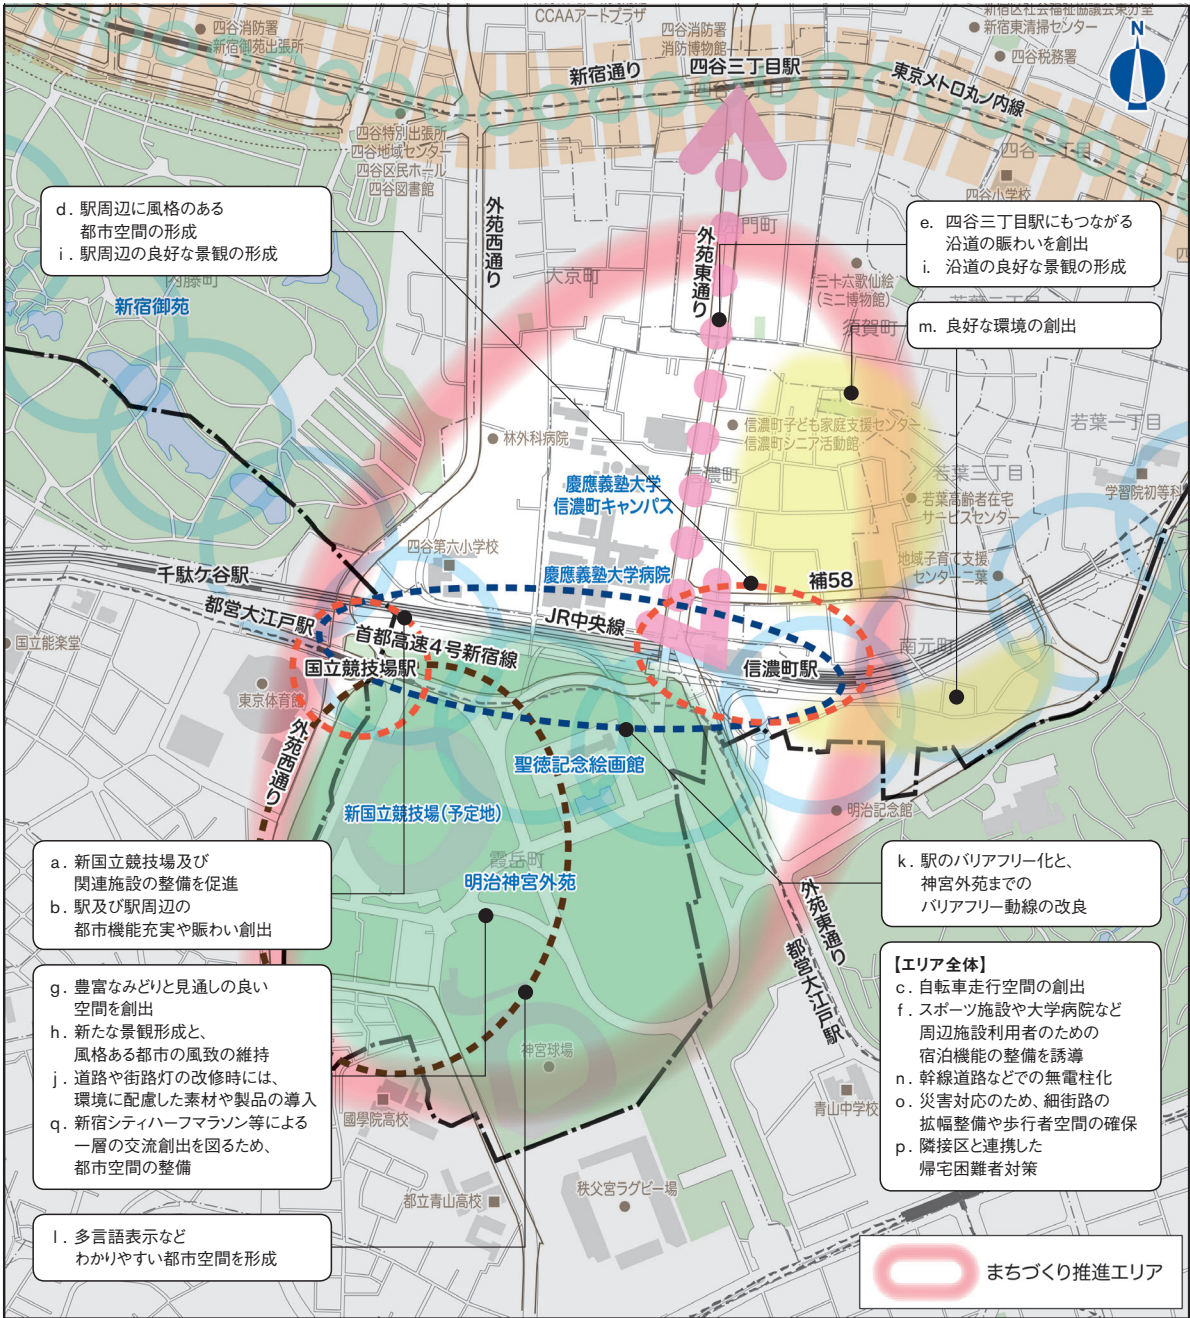 CCAAアートプラザ
四谷消防署
新宿御苑出張所
四谷消防署
消防博物館
新宿東清掃センター
四谷税務署
N
新宿通り
四谷三丁目駅
東京メトロ丸ノ内線
四谷特別出張所
四谷地域センター
四谷区民ホール
四谷図書館
四谷二丁目
四谷小学校
d. 駅周辺に風格のある
都市空間の形成
i. 駅周辺の良好な景観の形成
外苑西通り
外苑東通り
左門町
e. 四谷三丁目駅にもつながる
沿道の賑わいを創出
i. 沿道の良好な景観の形成
内藤町
新宿御苑
大京町
三十六歌仙絵
(ミニ博物館)
須賀町
m. 良好な環境の創出
林外科病院
信濃町子ども家庭支援センター
信濃町シニア活動館
若葉一丁目
若葉三丁目
信濃町
慶應義塾大学
信濃町キャンパス
学習院初等科
若葉高齢者在宅
サービスセンター
四谷第六小学校
地域子育て支援
センター二葉
千駄ケ谷駅
慶應義塾大学病院
補58
都営大江戸駅
JR中央線
首都高速4号新宿線
国立能楽堂
国立競技場駅
信濃町駅
南元町
東京体育館
外苑西通り
聖徳記念絵画館
新国立競技場(予定地)
明治記念館
霞岳町
明治神宮外苑
a. 新国立競技場及び
関連施設の整備を促進
b. 駅及び駅周辺の
都市機能充実や賑わい創出
k. 駅のバリアフリー化と、
神宮外苑までの
バリアフリー動線の改良
外苑東通り
都営大江戸駅
g. 豊富なみどりと見通しの良い
空間を創出
h. 新たな景観形成と、
風格ある都市の風致の維持
j. 道路や街路灯の改修時には、
環境に配慮した素材や製品の導入
q. 新宿シティハーフマラソン等による
一層の交流創出を図るため、
都市空間の整備
【エリア全体】
c. 自転車走行空間の創出
f. スポーツ施設や大学病院など
周辺施設利用者のための
宿泊機能の整備を誘導
n. 幹線道路などでの無電柱化
o. 災害対応のため、細街路の
拡幅整備や歩行者空間の確保
p. 隣接区と連携した
帰宅困難者対策
神宮球場
國學院高校
青山中学校
都立青山高校
秩父宮ラグビー場
l. 多言語表示など
わかりやすい都市空間を形成
まちづくり推進エリア